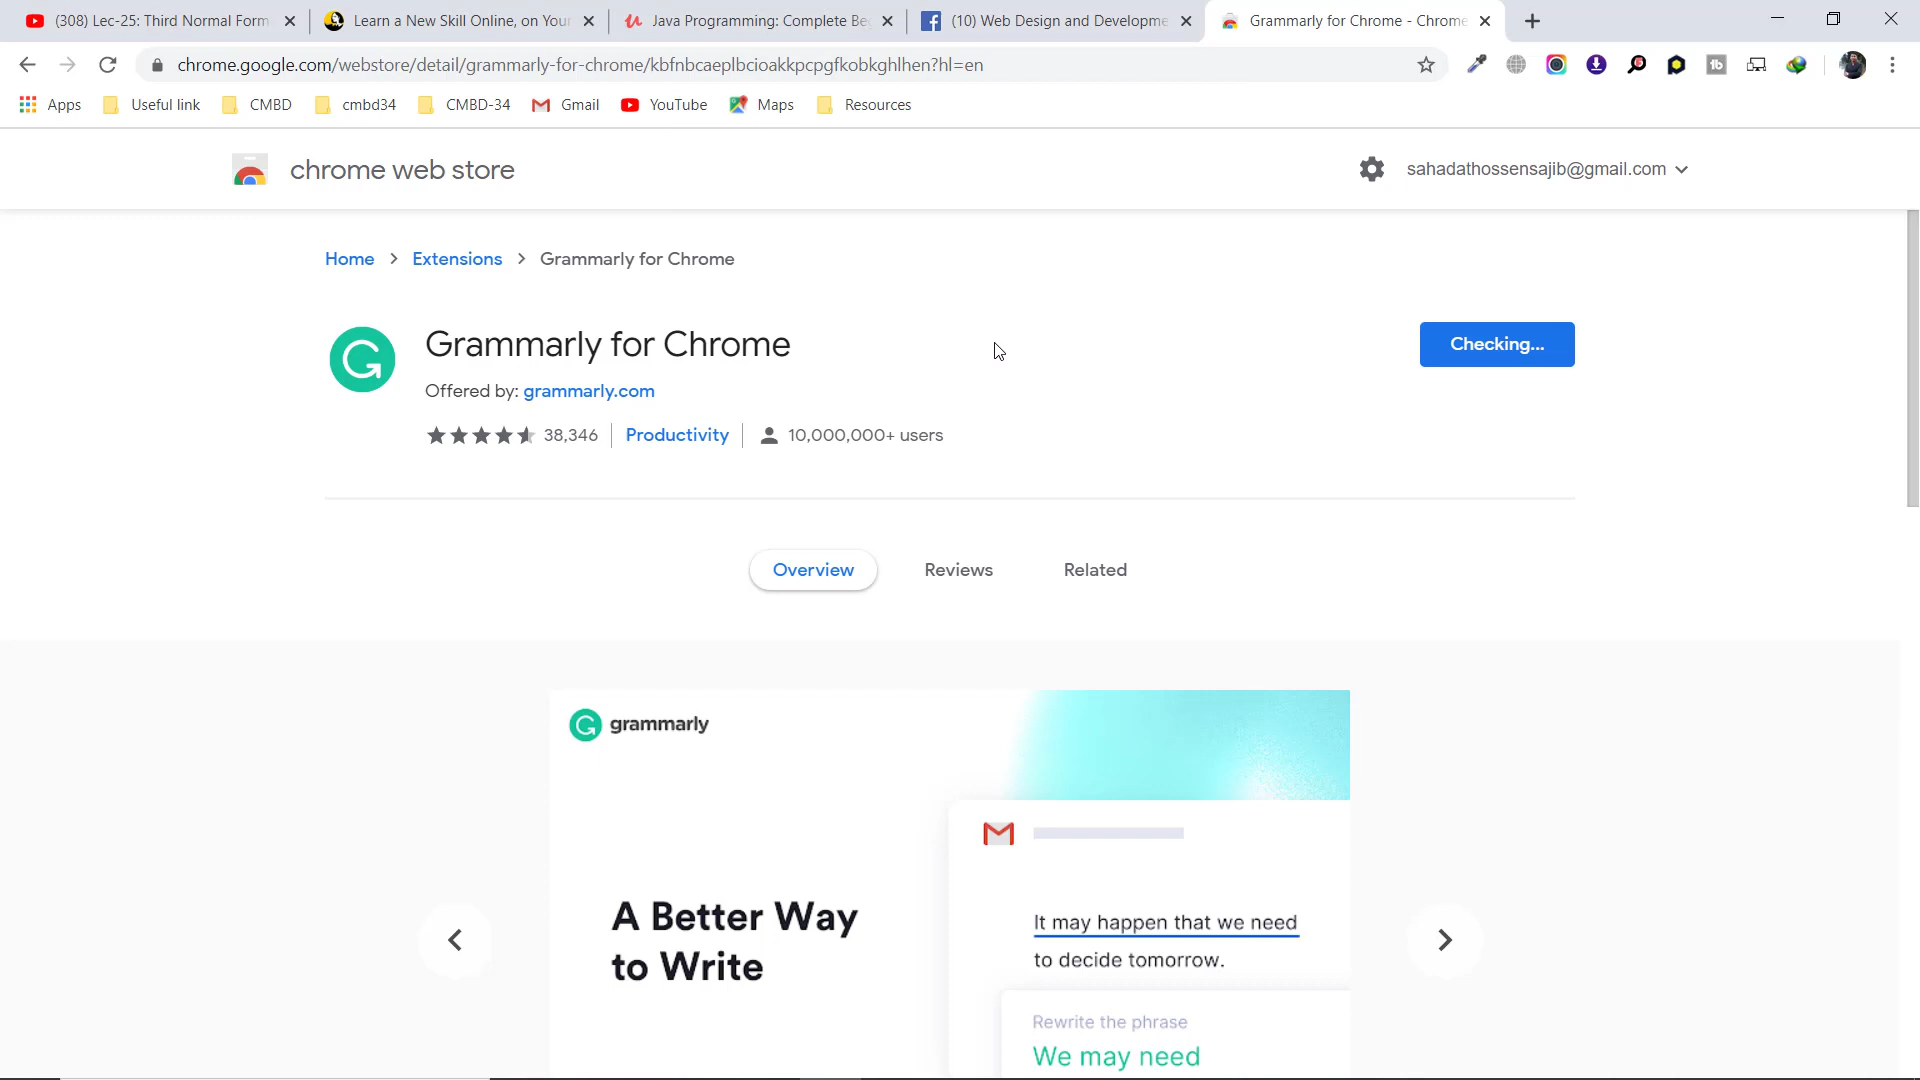 (308) Lec-25: Third Normal Form
Learn a New Skill Online, on Your
Java Programming: Complete Be
(10) Web Design and Developme
Grammarly for Chrome - Chrome
chrome.google.com/webstore/detail/grammarly-for-chrome/kbfnbcaeplbcioakkpcpgfkobkghlhen?hl=en
Apps
Useful link
CMBD
cmbd34
CMBD-34
Gmail
YouTube
Maps
Resources
chrome web store
sahadathossensajib@gmail.com
Home > Extensions > Grammarly for Chrome
Grammarly for Chrome
Checking...
Offered by: grammarly.com
38,346
Productivity
10,000,000+ users
Overview
Reviews
Related
grammarly
A Better Way
to Write
It may happen that we need
to decide tomorrow.
Rewrite the phrase
We may need